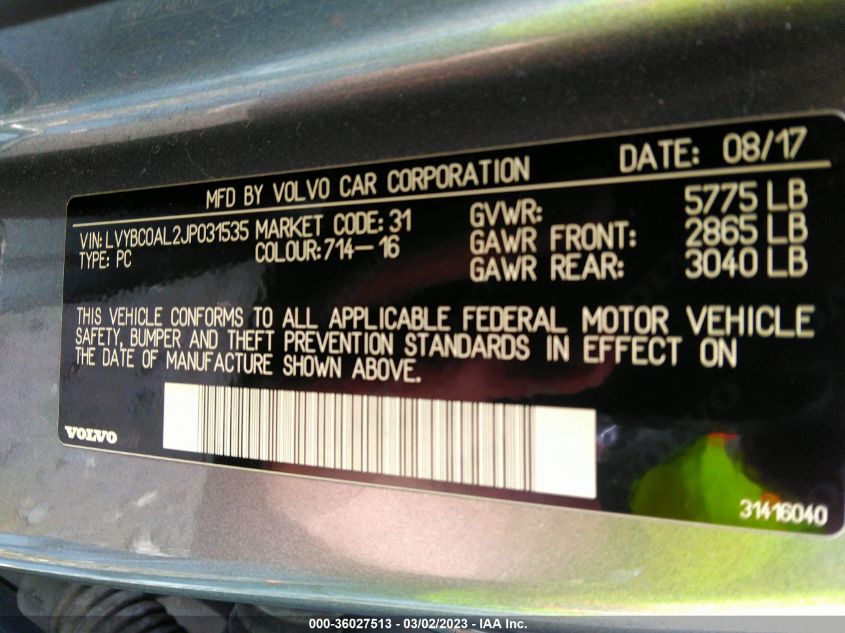 MFD BY VOLVO CAR CORPORATION DATE: 08/17
VIN: LVYBC0AL2JP031535 MARKET CODE: 31 GVWR: 5775 LB
TYPE: PC COLOUR: 714-16 GAWR FRONT: 2865 LB
GAWR REAR: 3040 LB
THIS VEHICLE CONFORMS TO ALL APPLICABLE FEDERAL MOTOR VEHICLE
SAFETY, BUMPER AND THEFT PREVENTION STANDARDS IN EFFECT ON
THE DATE OF MANUFACTURE SHOWN ABOVE.
VOLVO
31416040
000-36027513 - 03/02/2023 - IAA Inc.